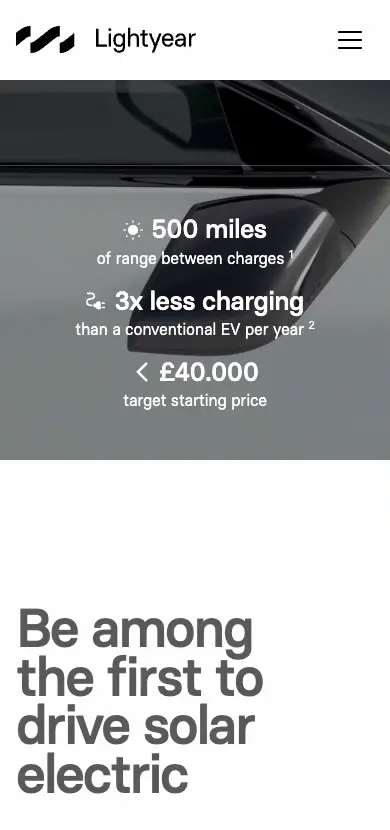 Lightyear
500 miles
of range between charges 1
3x less charging
than a conventional EV per year 2
< £40.000
target starting price
Be among
the first to
drive solar
electric